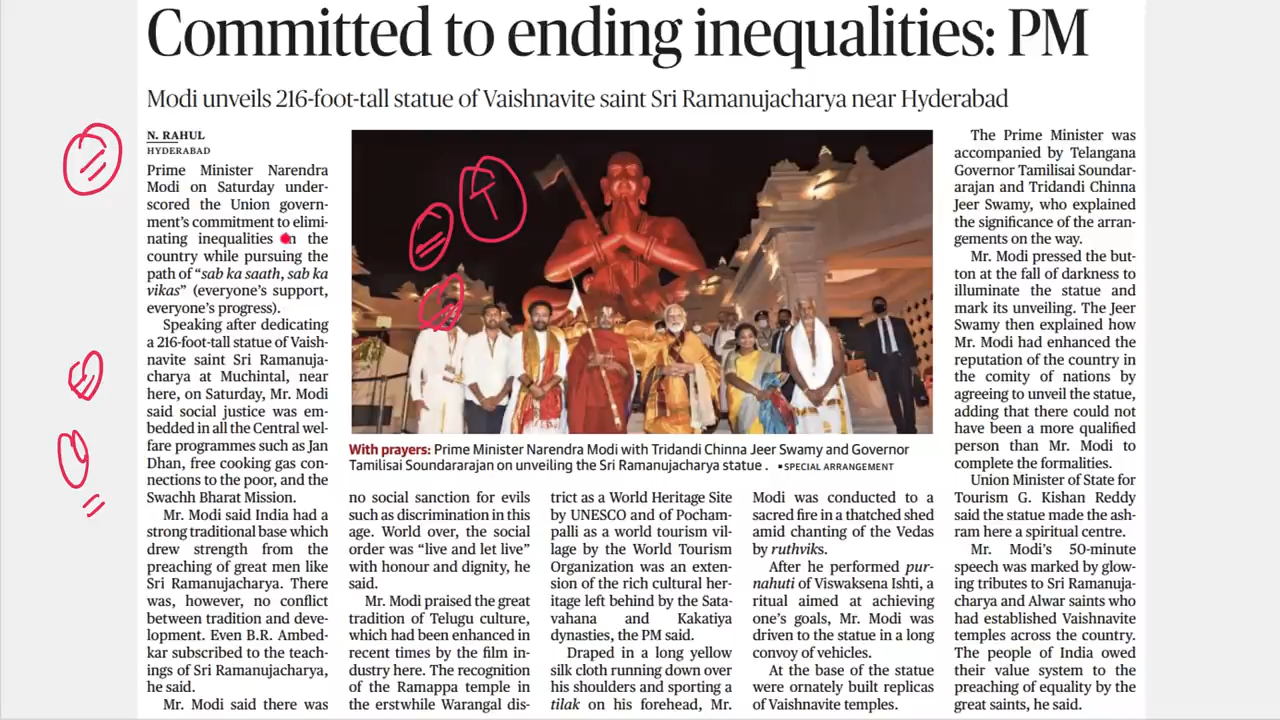 Committed to ending inequalities: PM
Modi unveils 216-foot-tall statue of Vaishnavite saint Sri Ramanujacharya near Hyderabad
N. RAHUL
HYDERABAD
Prime Minister Narendra
Modi on Saturday under-
scored the Union govern-
ment's commitment to elimi-
nating inequalities in the
country while pursuing the
path of “sab ka saath, sab ka
vikas” (everyone's support,
everyone's progress).
Speaking after dedicating
a 216-foot-tall statue of Vaish-
navite saint Sri Ramanuja-
charya at Muchintal, near
here, on Saturday, Mr. Modi
said social justice was em-
bedded in all the Central wel-
fare programmes such as Jan
Dhan, free cooking gas con-
nections to the poor, and the
Swachh Bharat Mission.
Mr. Modi said India had a
strong traditional base which
drew strength from the
preaching of great men like
Sri Ramanujacharya. There
was, however, no conflict
between tradition and deve-
lopment. Even B.R. Ambed-
kar subscribed to the teach-
ings of Sri Ramanujacharya,
he said.
Mr. Modi said there was
With prayers: Prime Minister Narendra Modi with Tridandi Chinna Jeer Swamy and Governor
Tamilisai Soundararajan on unveiling the Sri Ramanujacharya statue . ▪SPECIAL ARRANGEMENT
no social sanction for evils
such as discrimination in this
age. World over, the social
order was “live and let live”
with honour and dignity, he
said.
Mr. Modi praised the great
tradition of Telugu culture,
which had been enhanced in
recent times by the film in-
dustry here. The recognition
of the Ramappa temple in
the erstwhile Warangal dis-
trict as a World Heritage Site
by UNESCO and of Pocham-
palli as a world tourism vil-
lage by the World Tourism
Organization was an exten-
sion of the rich cultural her-
itage left behind by the Sata-
vahana and Kakatiya
dynasties, the PM said.
Draped in a long yellow
silk cloth running down over
his shoulders and sporting a
tilak on his forehead, Mr.
Modi was conducted to a
sacred fire in a thatched shed
amid chanting of the Vedas
by ruthviks.
After he performed pur-
nahuti of Viswaksena Ishti, a
ritual aimed at achieving
one's goals, Mr. Modi was
driven to the statue in a long
convoy of vehicles.
At the base of the statue
were ornately built replicas
of Vaishnavite temples.
The Prime Minister was
accompanied by Telangana
Governor Tamilisai Soundar-
arajan and Tridandi Chinna
Jeer Swamy, who explained
the significance of the arran-
gements on the way.
Mr. Modi pressed the but-
ton at the fall of darkness to
illuminate the statue and
mark its unveiling. The Jeer
Swamy then explained how
Mr. Modi had enhanced the
reputation of the country in
the comity of nations by
agreeing to unveil the statue,
adding that there could not
have been a more qualified
person than Mr. Modi to
complete the formalities.
Union Minister of State for
Tourism G. Kishan Reddy
said the statue made the ash-
ram here a spiritual centre.
Mr. Modi's 50-minute
speech was marked by glow-
ing tributes to Sri Ramanuja-
charya and Alwar saints who
had established Vaishnavite
temples across the country.
The people of India owed
their value system to the
preaching of equality by the
great saints, he said.